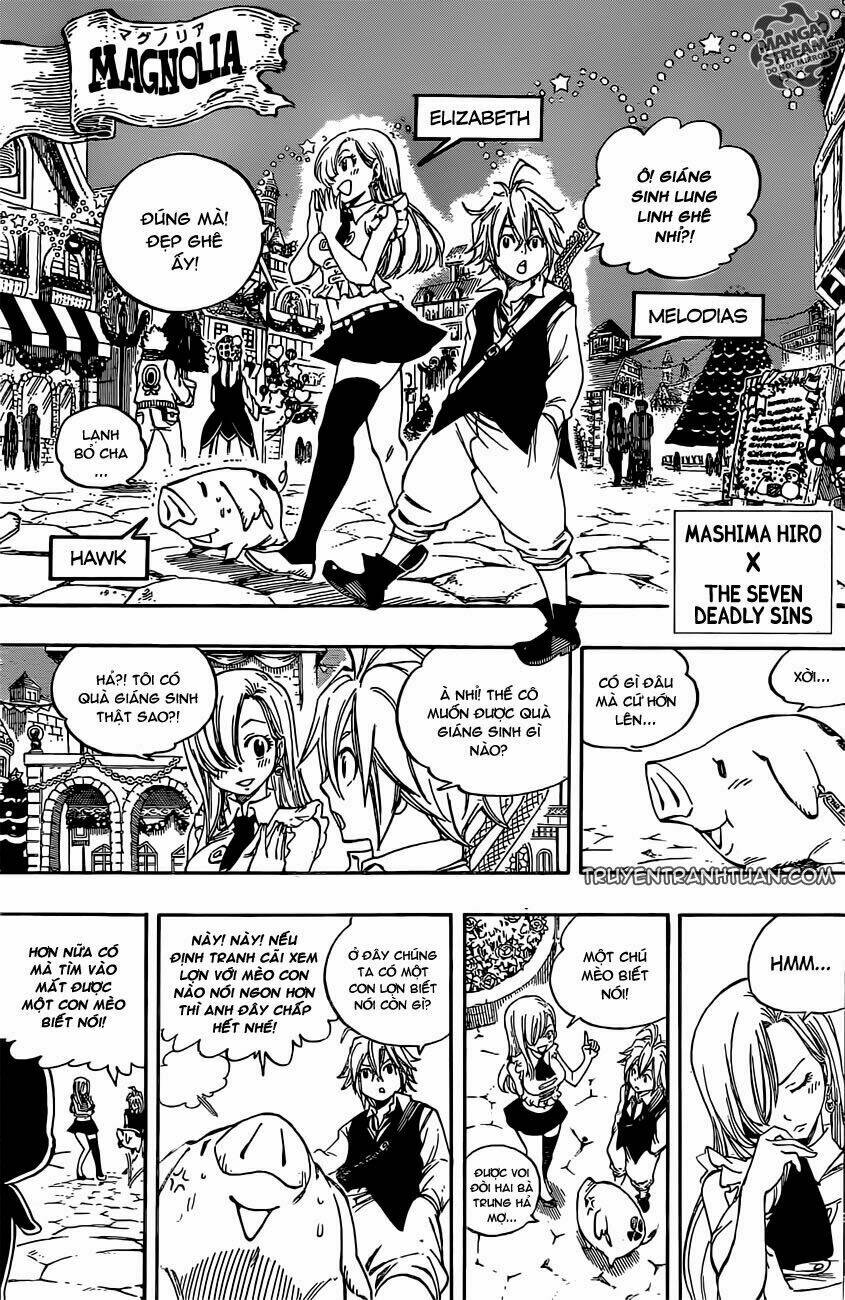 マグノリア
MAGNOLIA
MANGA
STREAM.COM
DO NOT MIRROR
ELIZABETH
Ô! GIÁNG
SINH LUNG
LINH GHÊ
NHỈ?!
ĐÚNG MÀ!
ĐẸP GHÊ
ẤY!
MELODIAS
LẠNH
BỎ CHA
...
HAWK
MASHIMA HIRO
X
THE SEVEN
DEADLY SINS
XỜI...
CÓ GÌ ĐÂU
MÀ CỨ HỚN
LÊN...
À NHỈ! THẾ CÔ
MUỐN ĐƯỢC QUÀ
GIÁNG SINH GÌ
NÀO?
HẢ?! TÔI CÓ
QUÀ GIÁNG SINH
THẬT SAO?!
TRUYENTRANHTUAN.COM
HMM...
MỘT CHÚ
MÈO BIẾT
NÓI!
ĐƯỢC VOI
ĐÒI HAI BÀ
TRƯNG HẢ
MỢ...
Ở ĐÂY CHÚNG
TA CÓ MỘT
CON LỢN BIẾT
NÓI CÒN GÌ?
NÀY! NÀY! NẾU
ĐỊNH TRANH CÃI XEM
LỢN VỚI MÈO CON
NÀO NÓI NGON HƠN
THÌ ANH ĐÂY CHẤP
HẾT NHÉ!
HƠN NỮA CÓ
MÀ TÌM VÀO
MẮT ĐƯỢC
MỘT CON MÈO
BIẾT NÓI!